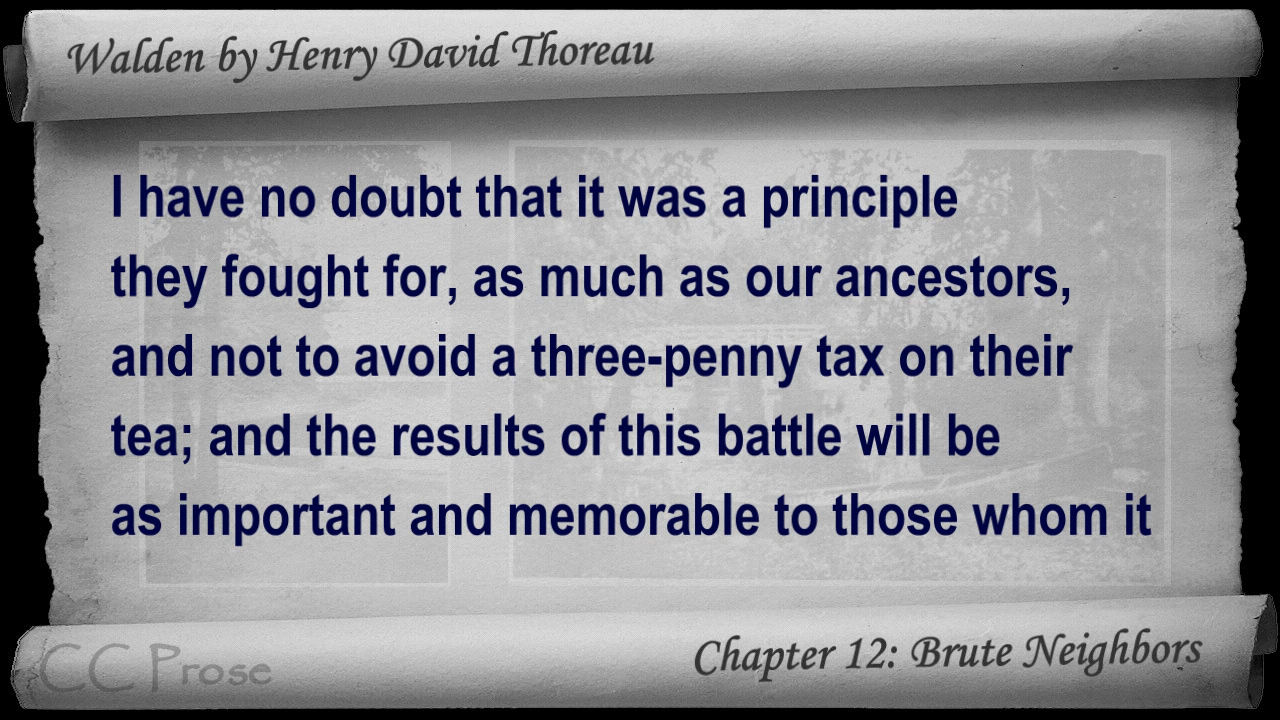 Walden by Henry David Thoreau
I have no doubt that it was a principle
they fought for, as much as our ancestors,
and not to avoid a three-penny tax on their
tea; and the results of this battle will be
as important and memorable to those whom it
CC Prose
Chapter 12: Brute Neighbors